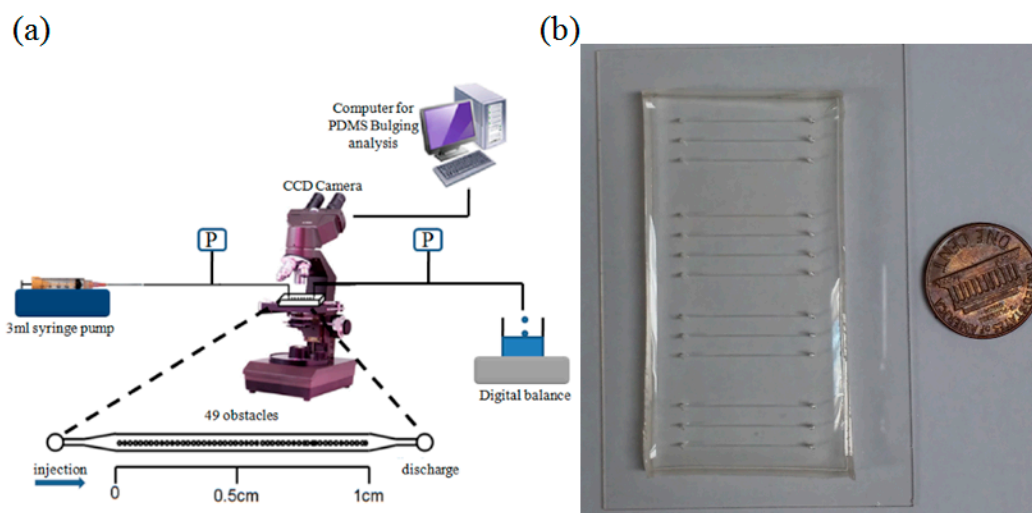 (a)
(b)
Computer for
PDMS Bulging
analysis
CCD Camera
P
P
3ml syringe pump
Digital balance
49 obstacles
injection
discharge
0
0.5cm
1cm
ONE CENT